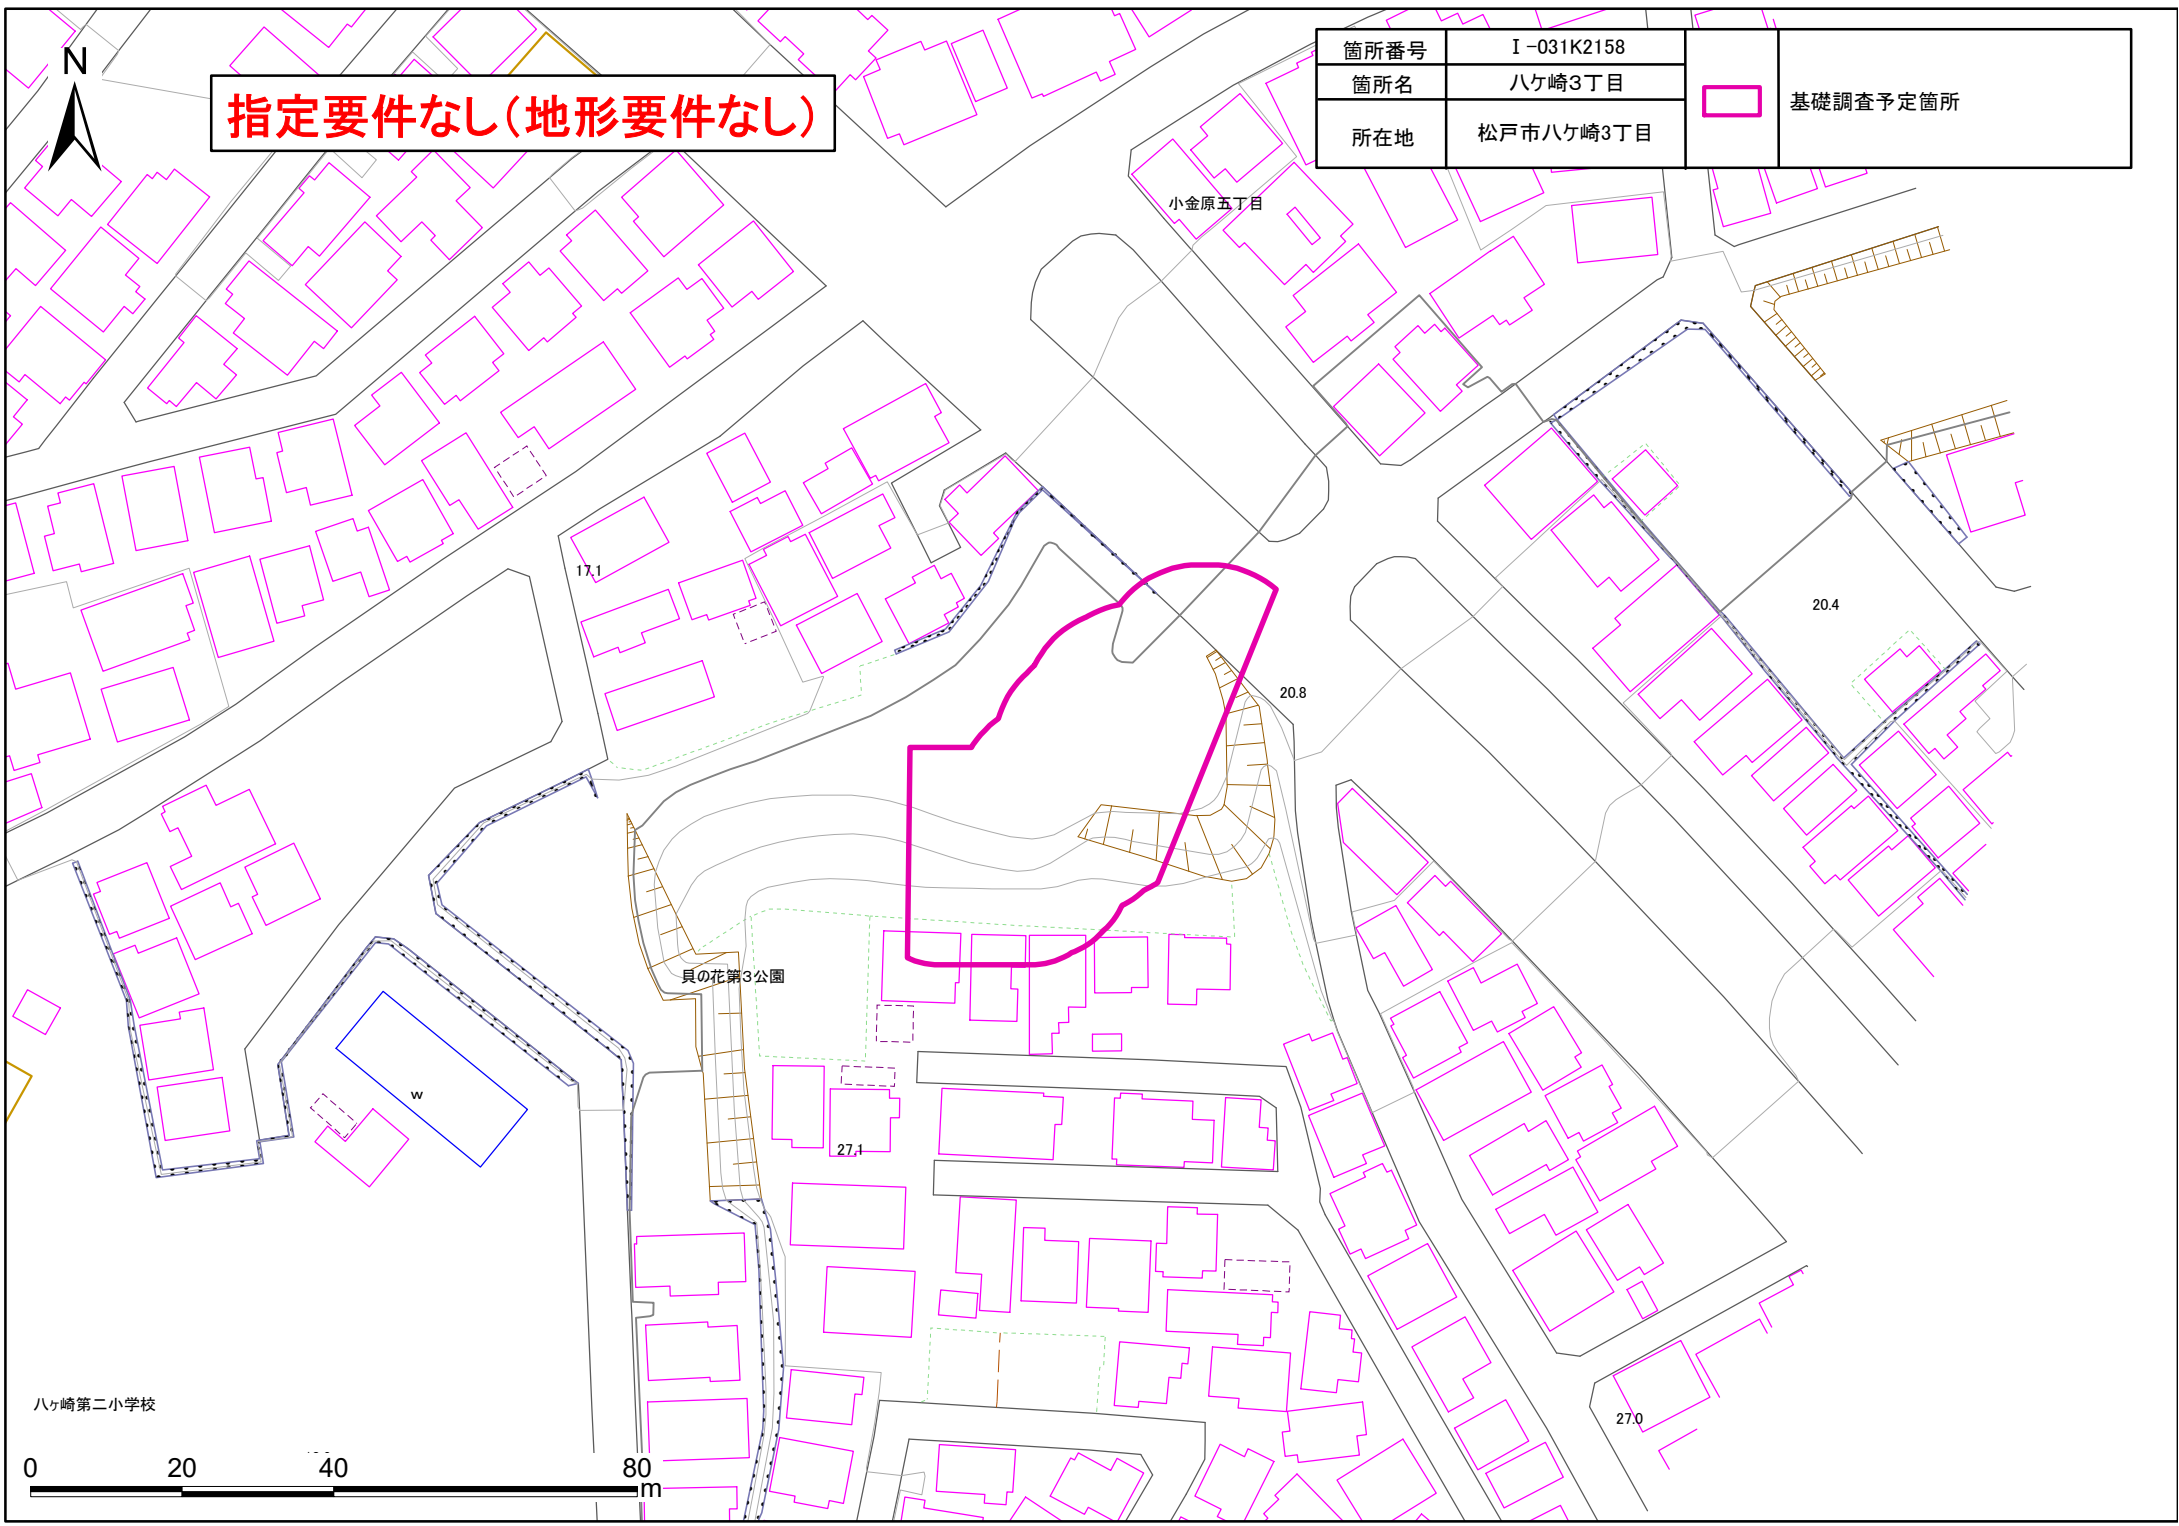 N
指定要件なし(地形要件なし)
箇所番号 Ⅰ-031K2158
箇所名 八ケ崎3丁目
所在地 松戸市八ケ崎3丁目
基礎調査予定箇所
小金原五丁目
17.1
20.4
20.8
貝の花第3公園
w
27.1
八ヶ崎第二小学校
27.0
0 20 40 80
m